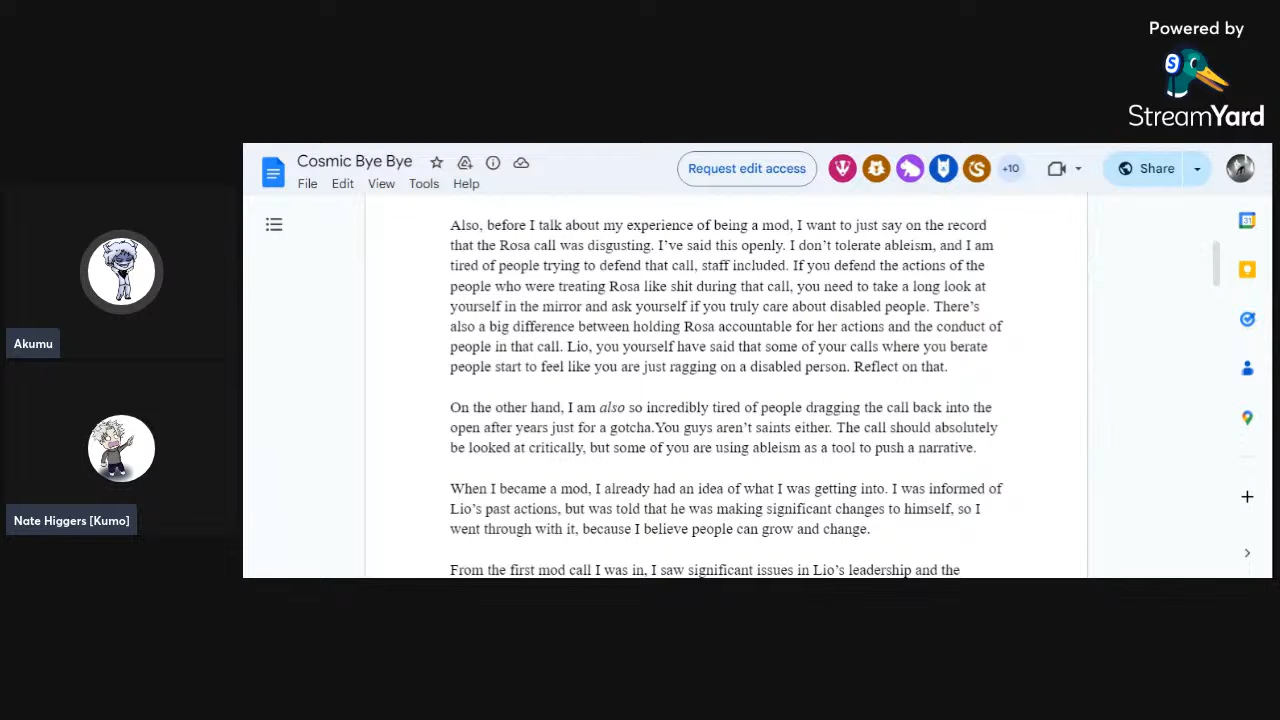 Powered by
StreamYard
Cosmic Bye Bye
Request edit access
+10
Share
File Edit View Tools Help
Also, before I talk about my experience of being a mod, I want to just say on the record
that the Rosa call was disgusting. I’ve said this openly. I don’t tolerate ableism, and I am
tired of people trying to defend that call, staff included. If you defend the actions of the
people who were treating Rosa like shit during that call, you need to take a long look at
yourself in the mirror and ask yourself if you truly care about disabled people. There’s
also a big difference between holding Rosa accountable for her actions and the conduct of
people in that call. Lio, you yourself have said that some of your calls where you berate
people start to feel like you are just ragging on a disabled person. Reflect on that.
On the other hand, I am also so incredibly tired of people dragging the call back into the
open after years just for a gotcha.You guys aren’t saints either. The call should absolutely
be looked at critically, but some of you are using ableism as a tool to push a narrative.
When I became a mod, I already had an idea of what I was getting into. I was informed of
Lio’s past actions, but was told that he was making significant changes to himself, so I
went through with it, because I believe people can grow and change.
From the first mod call I was in, I saw significant issues in Lio’s leadership and the
Akumu
Nate Higgers [Kumo]
31